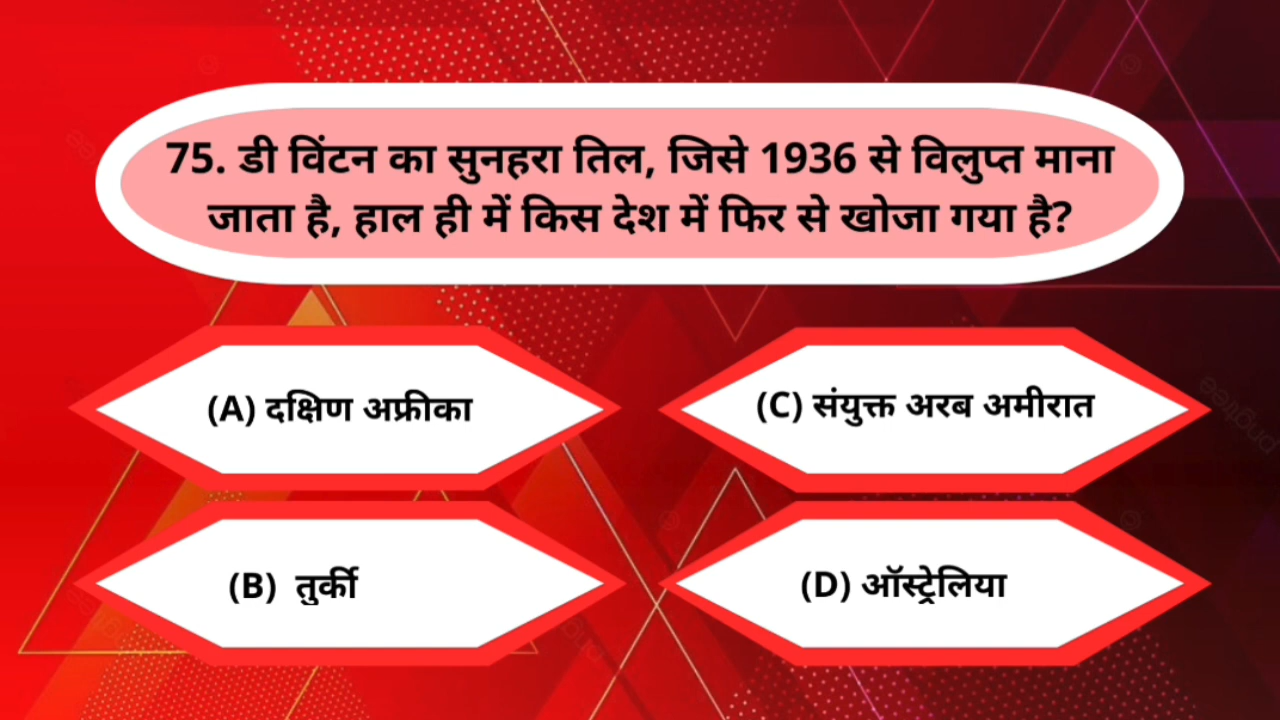 75. डी विंटन का सुनहरा तिल, जिसे 1936 से विलुप्त माना
जाता है, हाल ही में किस देश में फिर से खोजा गया है?
(A) दक्षिण अफ्रीका
(C) संयुक्त अरब अमीरात
(B) तुर्की
(D) ऑस्ट्रेलिया